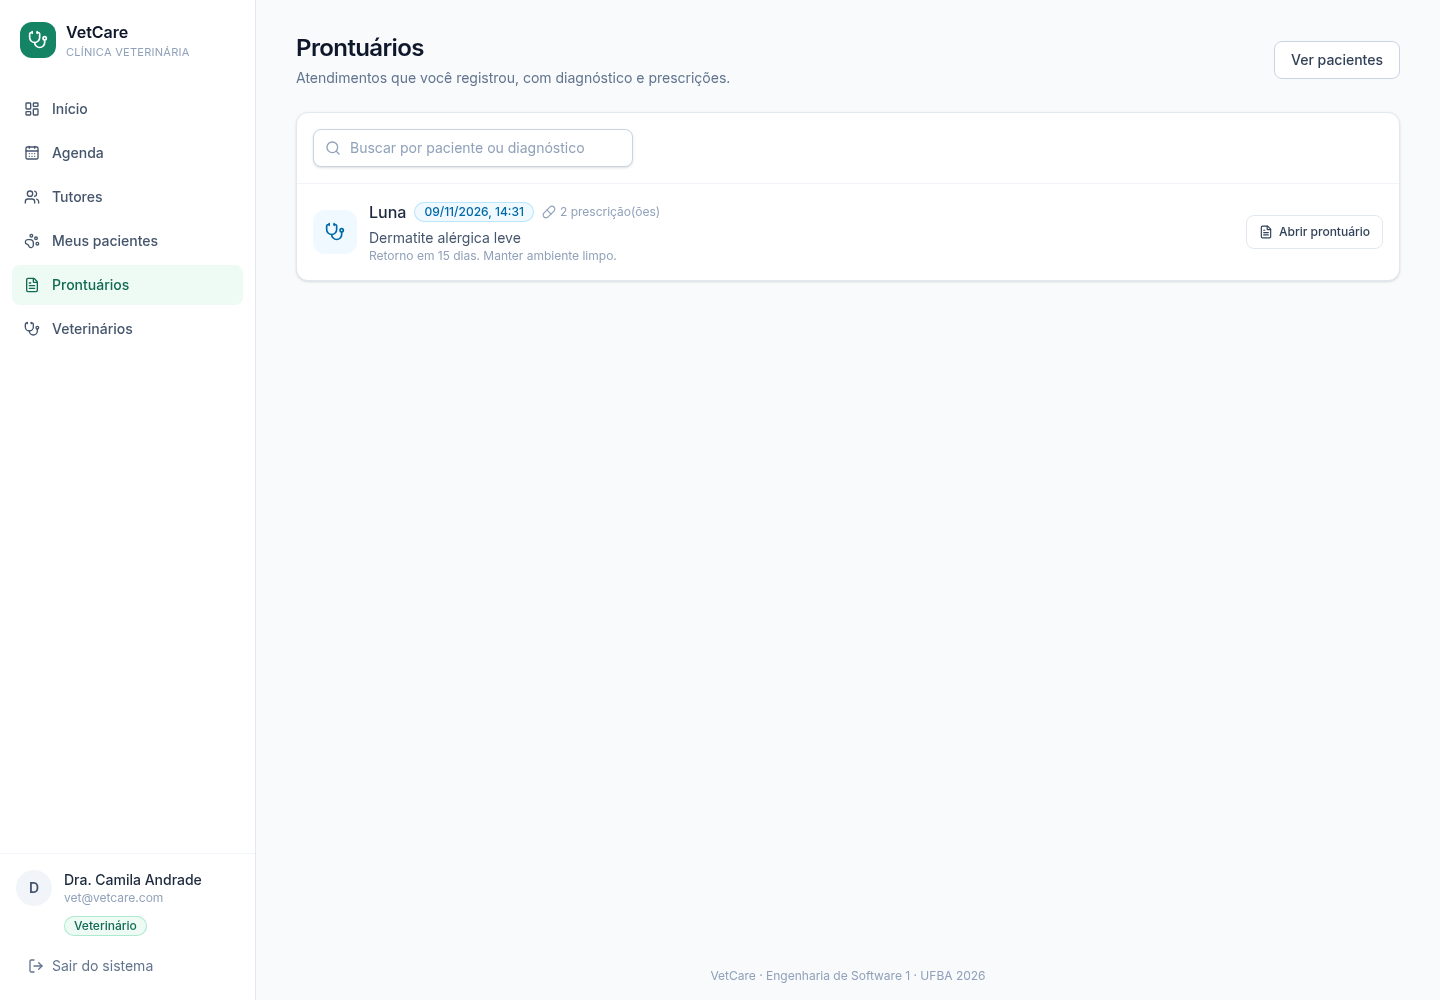 VetCare
CLÍNICA VETERINÁRIA
Início
Agenda
Tutores
Meus pacientes
Prontuários
Veterinários
Dra. Camila Andrade
D
vet@vetcare.com
Veterinário
Sair do sistema
Prontuários
Atendimentos que você registrou, com diagnóstico e prescrições.
Ver pacientes
Buscar por paciente ou diagnóstico
Luna 09/11/2026, 14:31 2 prescrição(ões)
Dermatite alérgica leve
Retorno em 15 dias. Manter ambiente limpo.
Abrir prontuário
VetCare · Engenharia de Software 1 · UFBA 2026